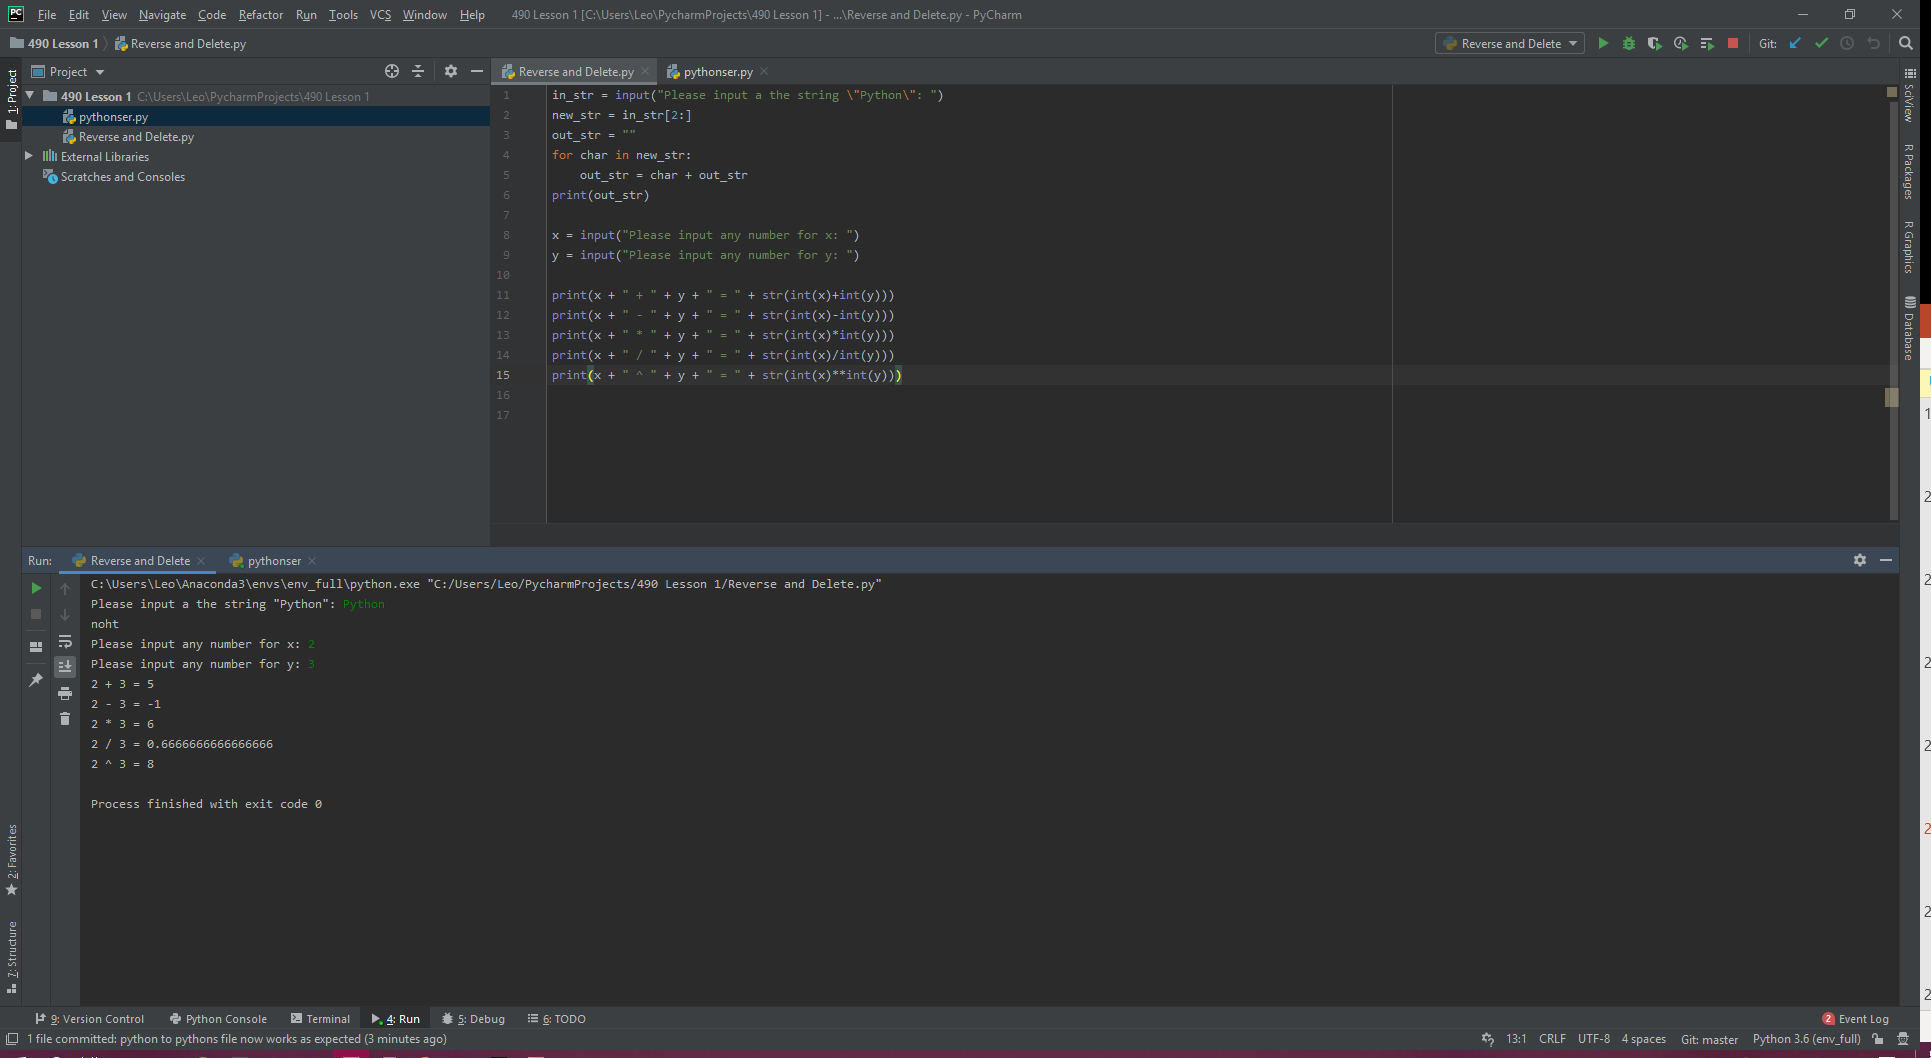 PC File Edit View Navigate Code Refactor Run Tools VCS Window Help 490 Lesson 1 [C:\Users\Leo\PycharmProjects\490 Lesson 1] - ...\Reverse and Delete.py - PyCharm
490 Lesson 1 Reverse and Delete.py Reverse and Delete Git:
1: Project
Project
490 Lesson 1 C:\Users\Leo\PycharmProjects\490 Lesson 1
pythonser.py
Reverse and Delete.py
External Libraries
Scratches and Consoles
Reverse and Delete.py pythonser.py
1 in_str = input("Please input a the string \"Python\": ")
2 new_str = in_str[2:]
3 out_str = ""
4 for char in new_str:
5     out_str = char + out_str
6 print(out_str)
7
8 x = input("Please input any number for x: ")
9 y = input("Please input any number for y: ")
10
11 print(x + " + " + y + " = " + str(int(x)+int(y)))
12 print(x + " - " + y + " = " + str(int(x)-int(y)))
13 print(x + " * " + y + " = " + str(int(x)*int(y)))
14 print(x + " / " + y + " = " + str(int(x)/int(y)))
15 print(x + " ^ " + y + " = " + str(int(x)**int(y)))
16
17
SciView
R Packages
R Graphics
Database
Run: Reverse and Delete pythonser
C:\Users\Leo\Anaconda3\envs\env_full\python.exe "C:/Users/Leo/PycharmProjects/490 Lesson 1/Reverse and Delete.py"
Please input a the string "Python": Python
noht
Please input any number for x: 2
Please input any number for y: 3
2 + 3 = 5
2 - 3 = -1
2 * 3 = 6
2 / 3 = 0.6666666666666666
2 ^ 3 = 8
Process finished with exit code 0
2: Favorites
7: Structure
9: Version Control Python Console Terminal 4: Run 5: Debug 6: TODO 2 Event Log
1 file committed: python to pythons file now works as expected (3 minutes ago) 13:1 CRLF UTF-8 4 spaces Git: master Python 3.6 (env_full)